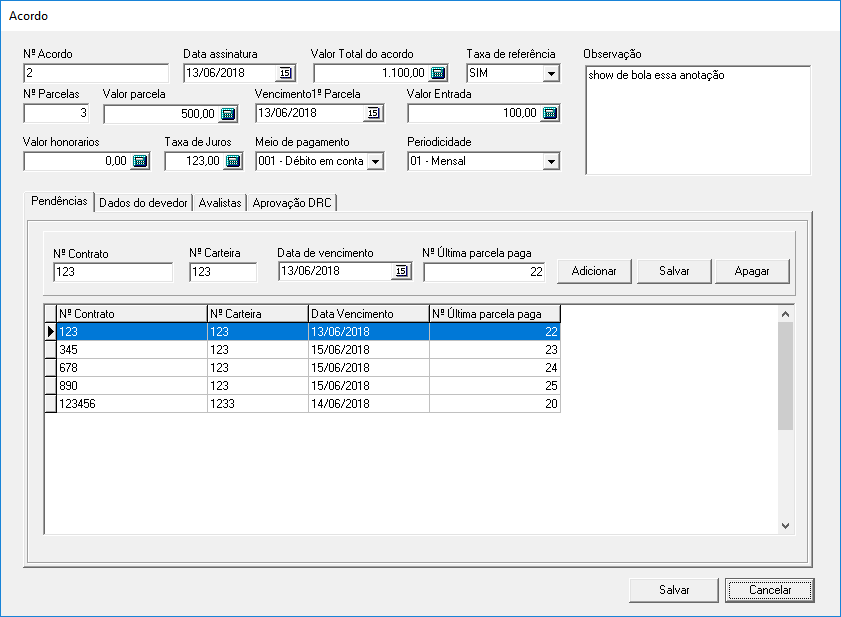 Acordo
Nº Acordo Data assinatura Valor Total do acordo Taxa de referência Observação
2 13/06/2018 15 1.100,00 SIM show de bola essa anotação
Nº Parcelas Valor parcela Vencimento1ª Parcela Valor Entrada
3 500,00 13/06/2018 15 100,00
Valor honorarios Taxa de Juros Meio de pagamento Periodicidade
0,00 123,00 001 - Débito em conta 01 - Mensal
Pendências Dados do devedor Avalistas Aprovação DRC
Nº Contrato Nº Carteira Data de vencimento Nº Última parcela paga
123 123 13/06/2018 15 22 Adicionar Salvar Apagar
Nº Contrato Nº Carteira Data Vencimento Nº Última parcela paga
123 123 13/06/2018 22
345 123 15/06/2018 23
678 123 15/06/2018 24
890 123 15/06/2018 25
123456 1233 14/06/2018 20
Salvar Cancelar